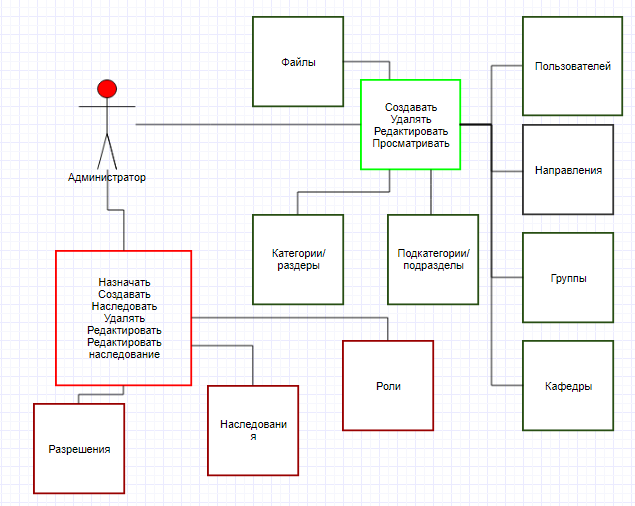 Файлы
Пользователей
Создавать
Удалять
Редактировать
Просматривать
Администратор
Направления
Категории/
раздеры
Подкатегории/
подразделы
Группы
Назначать
Создавать
Наследовать
Удалять
Редактировать
Редактировать
наследование
Роли
Кафедры
Наследовани
я
Разрешения